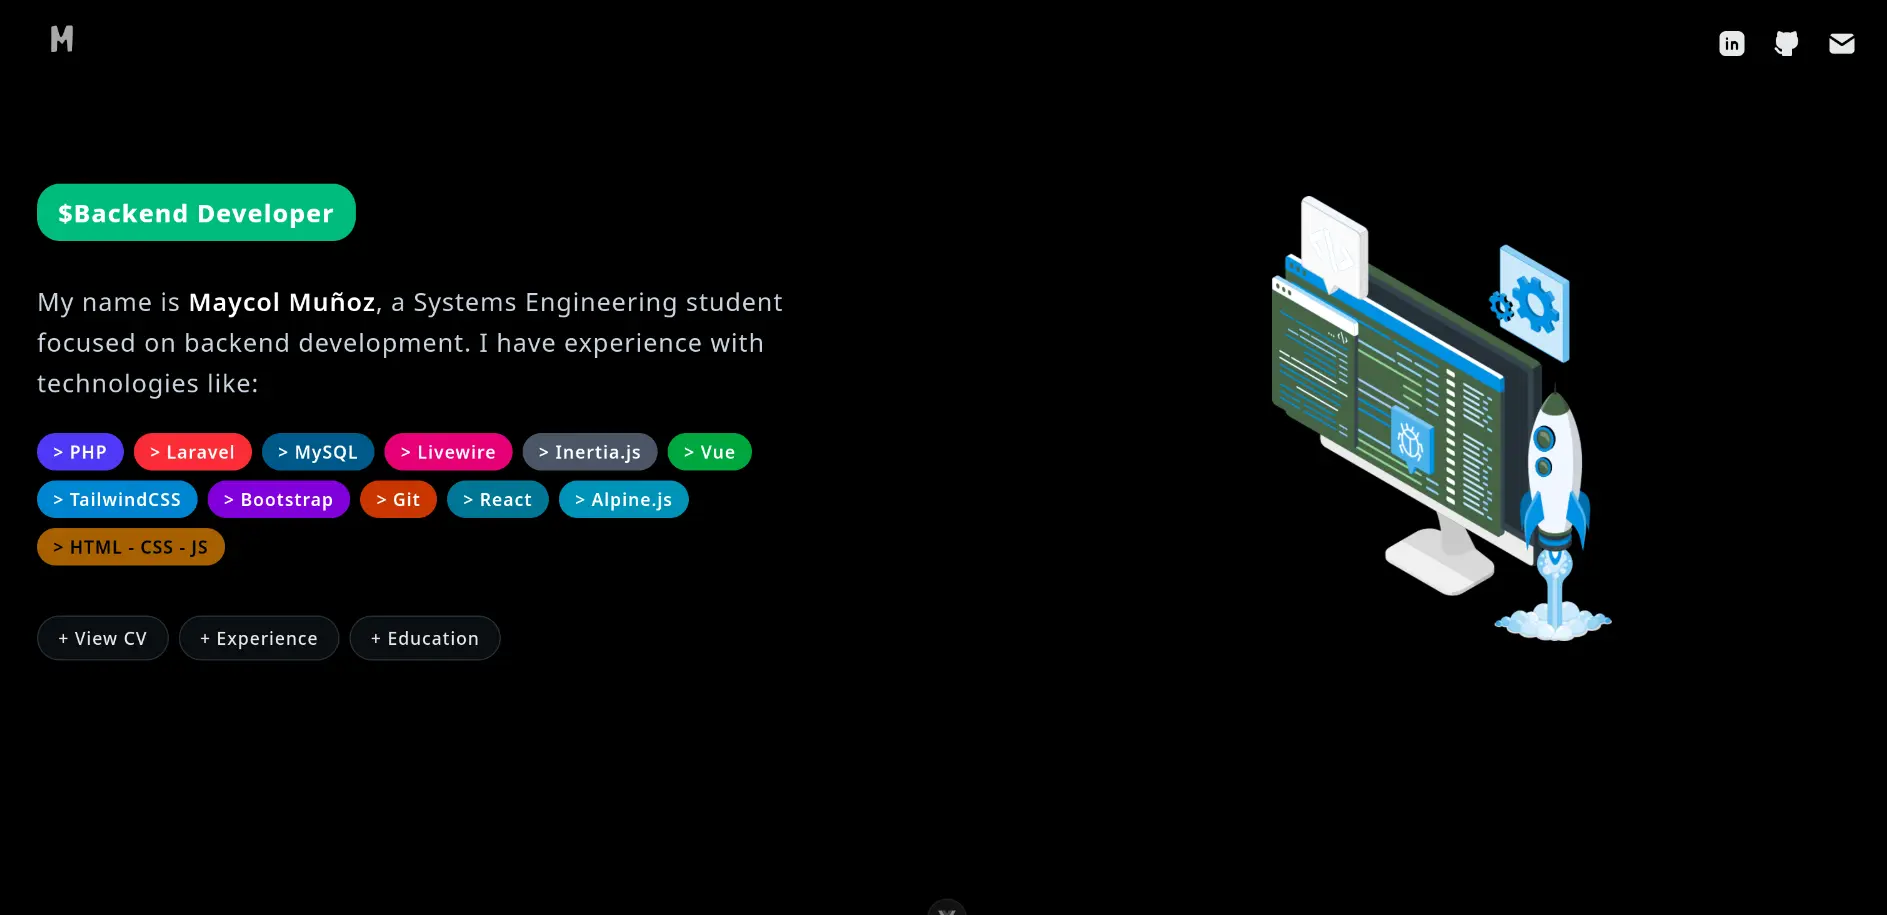 M
in
$Backend Developer
My name is Maycol Muñoz, a Systems Engineering student
focused on backend development. I have experience with
technologies like:
> PHP > Laravel > MySQL > Livewire > Inertia.js > Vue
> TailwindCSS > Bootstrap > Git > React > Alpine.js
> HTML - CSS - JS
+ View CV + Experience + Education